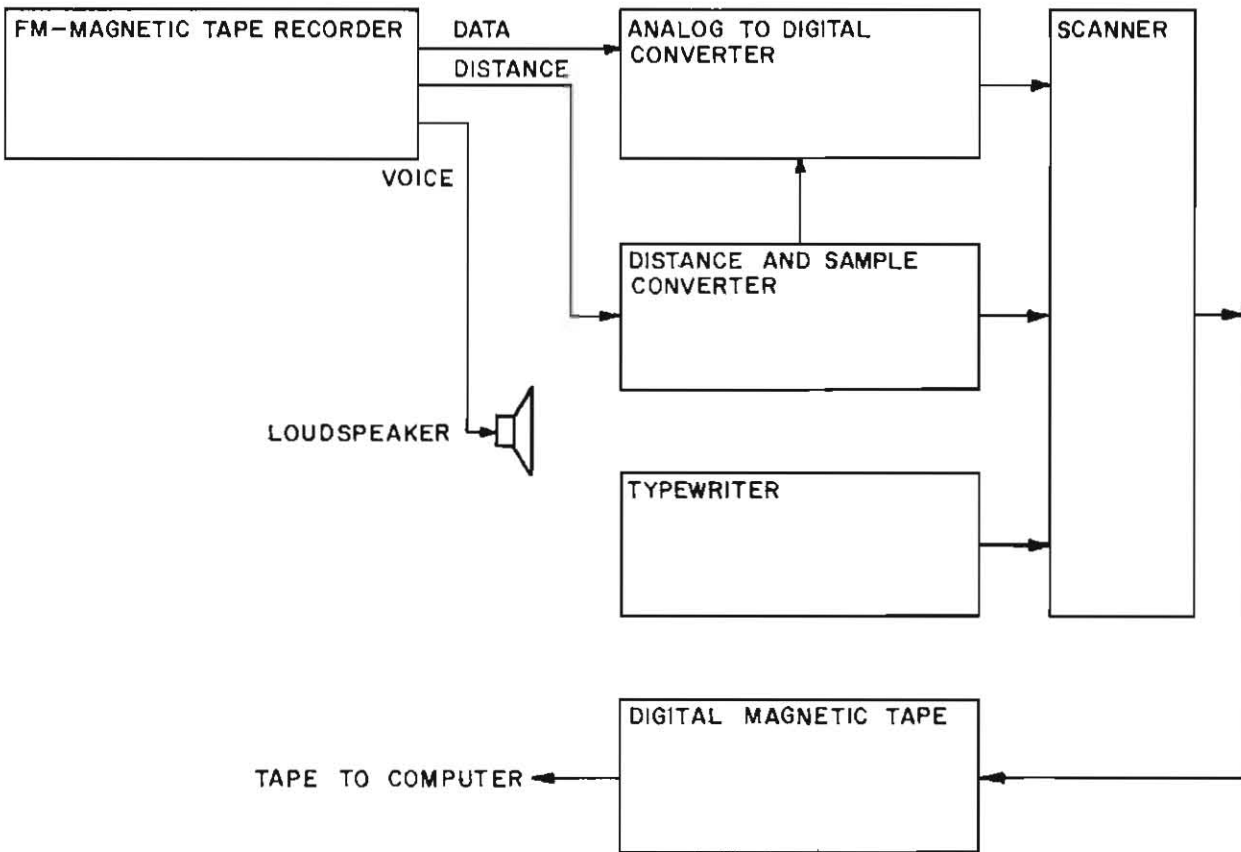 FM-MAGNETIC TAPE RECORDER
DATA
DISTANCE
VOICE
ANALOG TO DIGITAL
CONVERTER
SCANNER
DISTANCE AND SAMPLE
CONVERTER
LOUDSPEAKER
TYPEWRITER
DIGITAL MAGNETIC TAPE
TAPE TO COMPUTER